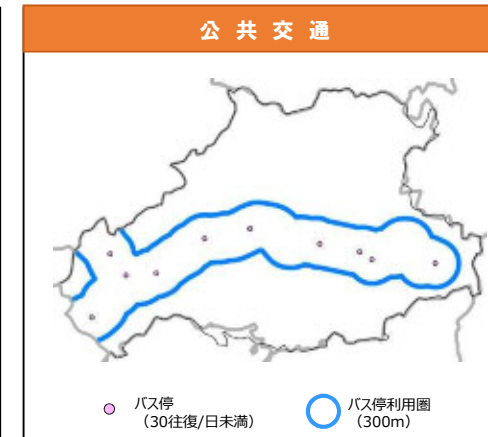 公共交通
バス停
（30往復/日未満）
バス停利用圏
（300m）